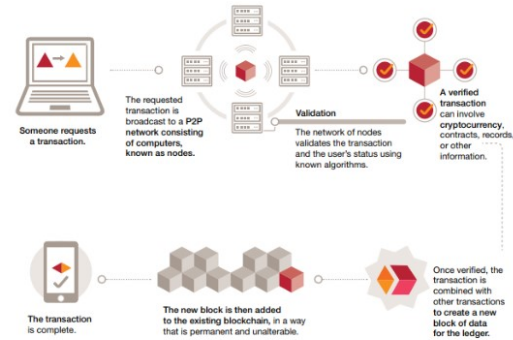 Someone requests
a transaction.
The requested
transaction is
broadcast to a P2P
network consisting
of computers,
known as nodes.
Validation
The network of nodes
validates the transaction
and the user's status using
known algorithms.
A verified
transaction
can involve
cryptocurrency,
contracts, records,
or other
information.
Once verified, the
transaction is
combined with
other transactions
to create a new
block of data
for the ledger.
The new block is then added
to the existing blockchain, in a way
that is permanent and unalterable.
The transaction
is complete.